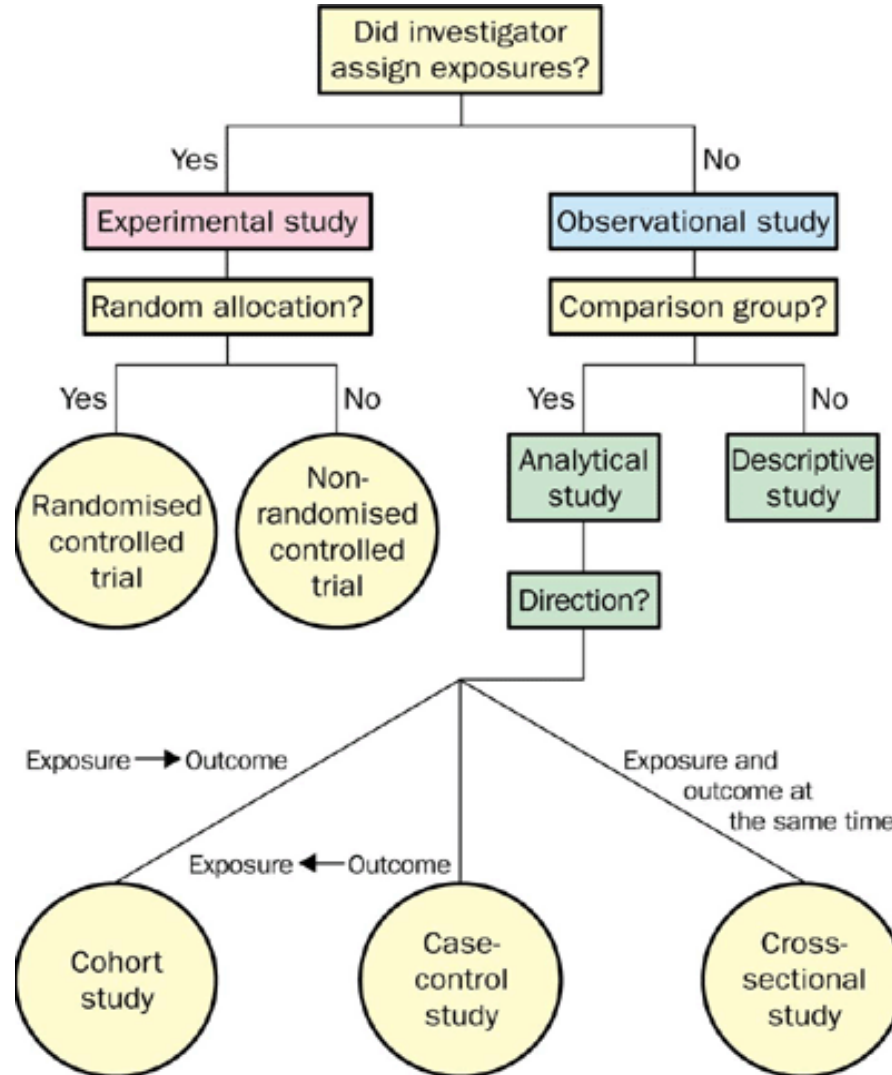 Did investigator
assign exposures?
Yes
No
Experimental study
Observational study
Random allocation?
Comparison group?
Yes
No
Yes
No
Randomised
controlled
trial
Non-
randomised
controlled
trial
Analytical
study
Descriptive
study
Direction?
Exposure → Outcome
Exposure ← Outcome
Exposure and
outcome at
the same time
Cohort
study
Case-
control
study
Cross-
sectional
study